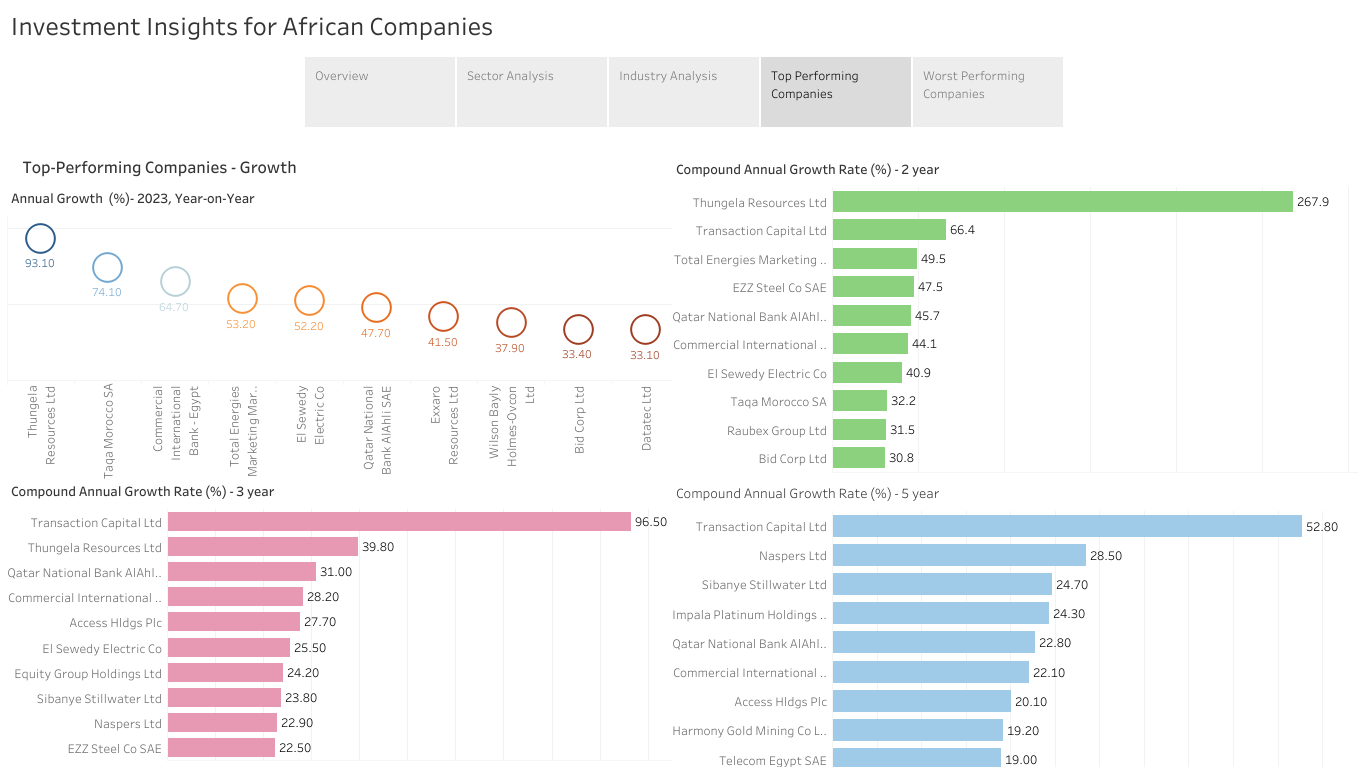 Investment Insights for African Companies
Overview
Sector Analysis
Industry Analysis
Top Performing
Companies
Worst Performing
Companies
Top-Performing Companies - Growth
Annual Growth (%)- 2023, Year-on-Year
93.10
74.10
64.70
53.20
52.20
47.70
41.50
37.90
33.40
33.10
Thungela
Resources Ltd
Taqa Morocco SA
Commercial
International
Bank - Egypt
Total Energies
Marketing Mar..
El Sewedy
Electric Co
Qatar National
Bank AlAhli SAE
Exxaro
Resources Ltd
Wilson Bayly
Holmes-Ovcon
Ltd
Bid Corp Ltd
Datatec Ltd
Compound Annual Growth Rate (%) - 2 year
Thungela Resources Ltd 267.9
Transaction Capital Ltd 66.4
Total Energies Marketing .. 49.5
EZZ Steel Co SAE 47.5
Qatar National Bank AlAhl.. 45.7
Commercial International .. 44.1
El Sewedy Electric Co 40.9
Taqa Morocco SA 32.2
Raubex Group Ltd 31.5
Bid Corp Ltd 30.8
Compound Annual Growth Rate (%) - 3 year
Transaction Capital Ltd 96.50
Thungela Resources Ltd 39.80
Qatar National Bank AlAhl.. 31.00
Commercial International .. 28.20
Access Hldgs Plc 27.70
El Sewedy Electric Co 25.50
Equity Group Holdings Ltd 24.20
Sibanye Stillwater Ltd 23.80
Naspers Ltd 22.90
EZZ Steel Co SAE 22.50
Compound Annual Growth Rate (%) - 5 year
Transaction Capital Ltd 52.80
Naspers Ltd 28.50
Sibanye Stillwater Ltd 24.70
Impala Platinum Holdings .. 24.30
Qatar National Bank AlAhl.. 22.80
Commercial International .. 22.10
Access Hldgs Plc 20.10
Harmony Gold Mining Co L.. 19.20
Telecom Egypt SAE 19.00